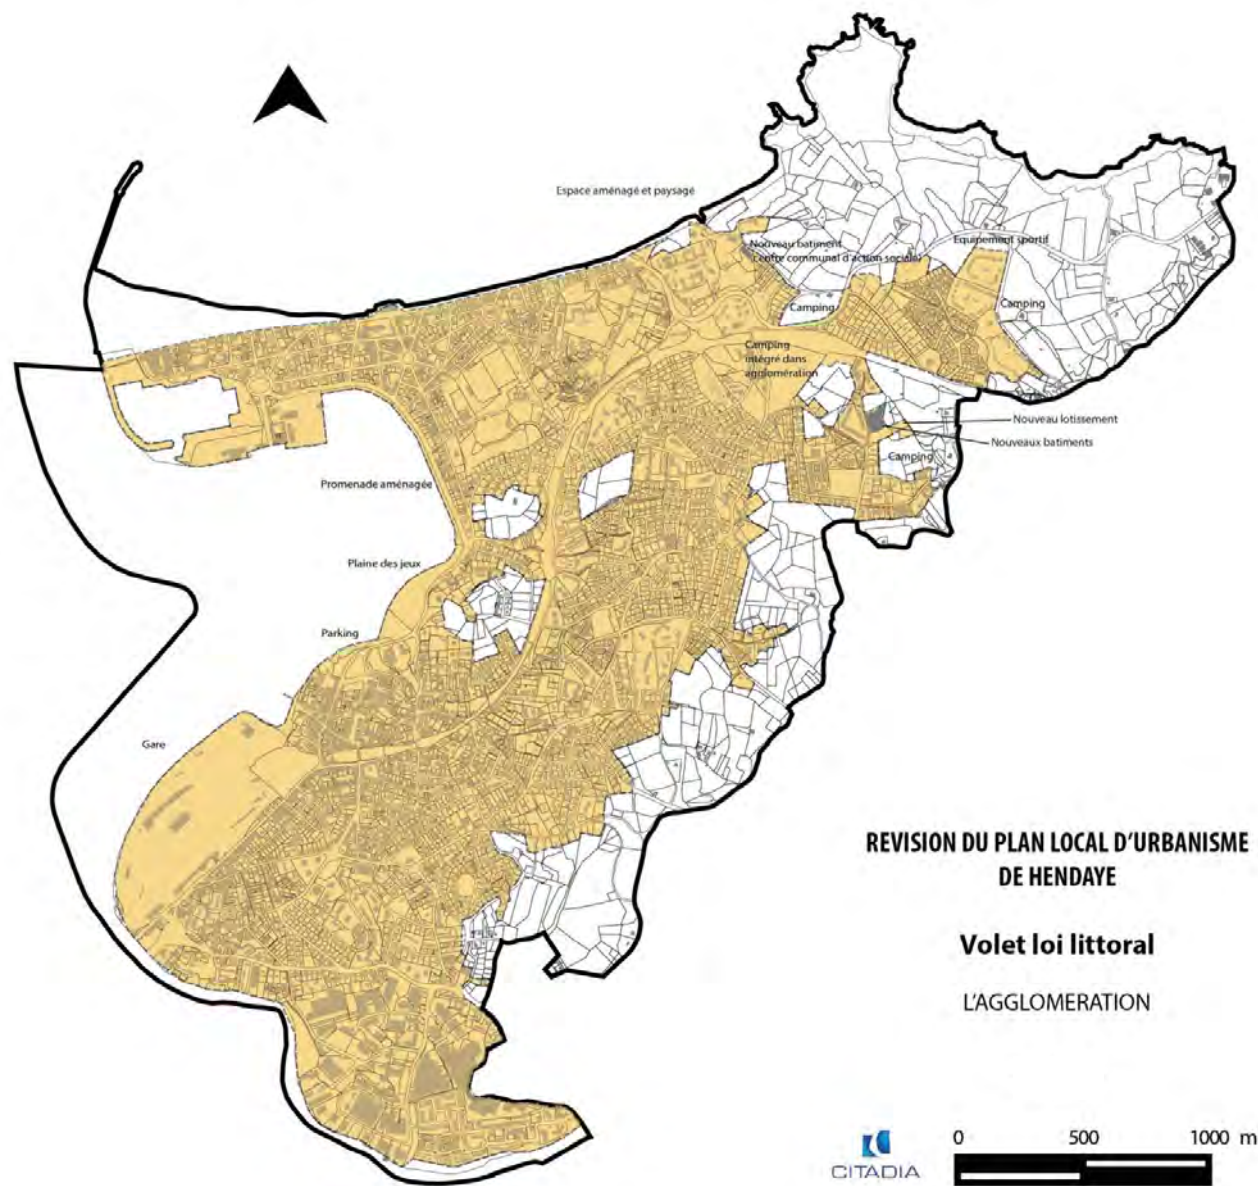 Espace aménagé et paysagé
Nouveau batiment
Centre communal d'action sociale)
Equipement sportif
Camping
Camping
Camping
intégré dans
agglomération
Nouveau lotissement
Nouveaux batiments
Camping
Promenade aménagée
Plaine des jeux
Parking
Gare
REVISION DU PLAN LOCAL D'URBANISME
DE HENDAYE
Volet loi littoral
L'AGGLOMERATION
CITADIA
0 500 1000 m